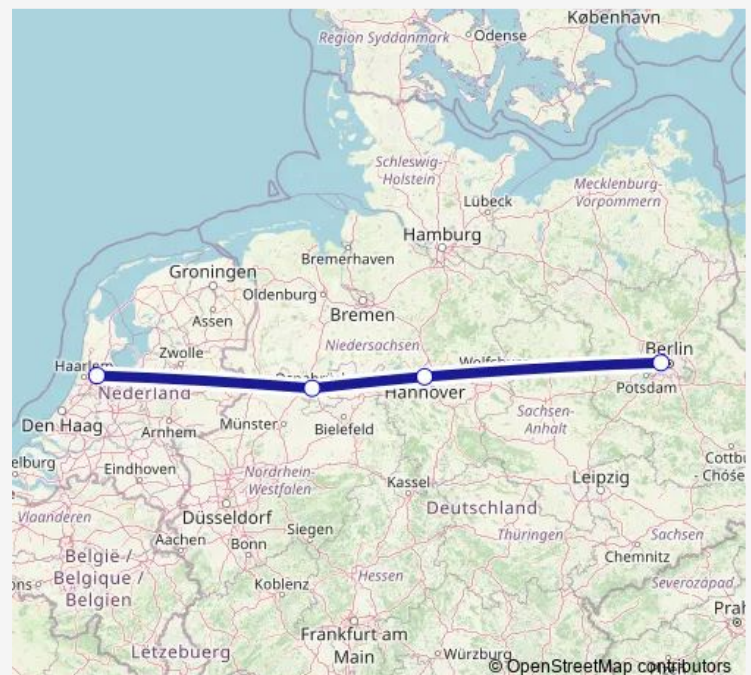 København
Region Syddanmark
Odense
Schleswig-
Holstein
Mecklenburg-
Vorpommern
Lübeck
Hamburg
Bremerhaven
Groningen
Oldenburg
Assen
Bremen
Niedersachsen
Zwolle
Haarlem
Berlin
Nederland
Hannover
Potsdam
Den Haag
Arnhem
Münster
Bielefeld
Sachsen-
Anhalt
Eindhoven
Nordrhein-
Westfalen
Kassel
Leipzig
- Chóśe
Vlaanderen
Düsseldorf
Deutschland
Aachen
Bonn
Siegen
Thüringen
Sachsen
België /
Belgique /
Belgien
Chemnitz
Hessen
Koblenz
Severozápad
Frankfurt am
Main
Lëtzebuerg
Würzburg
© OpenStreetMap contributors